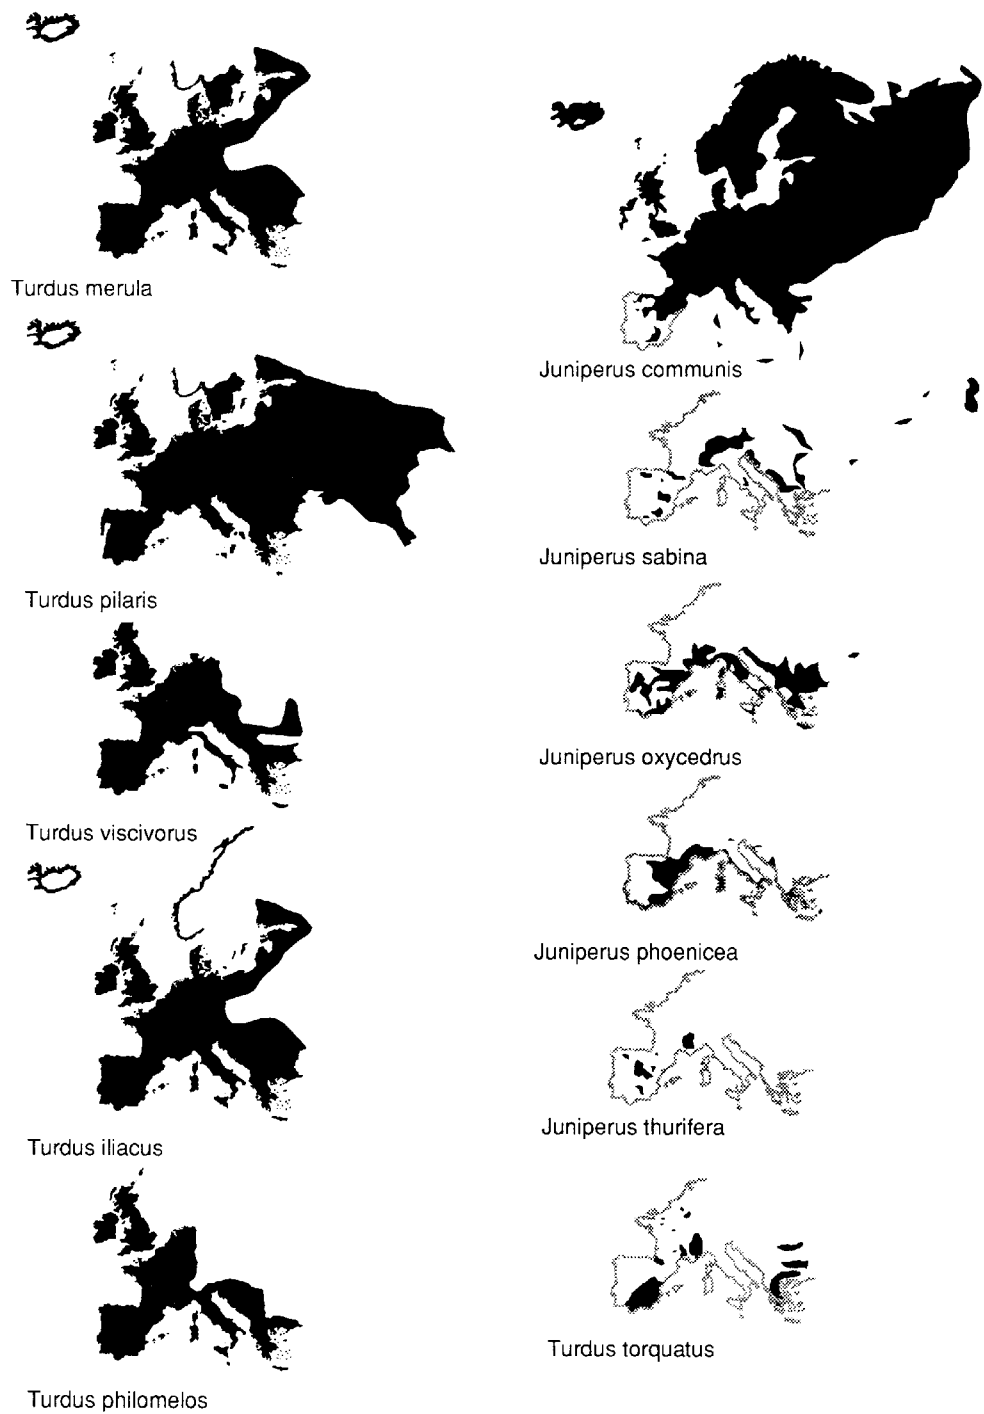 Turdus merula
Turdus pilaris
Turdus viscivorus
Turdus iliacus
Turdus philomelos
Juniperus communis
Juniperus sabina
Juniperus oxycedrus
Juniperus phoenicea
Juniperus thurifera
Turdus torquatus